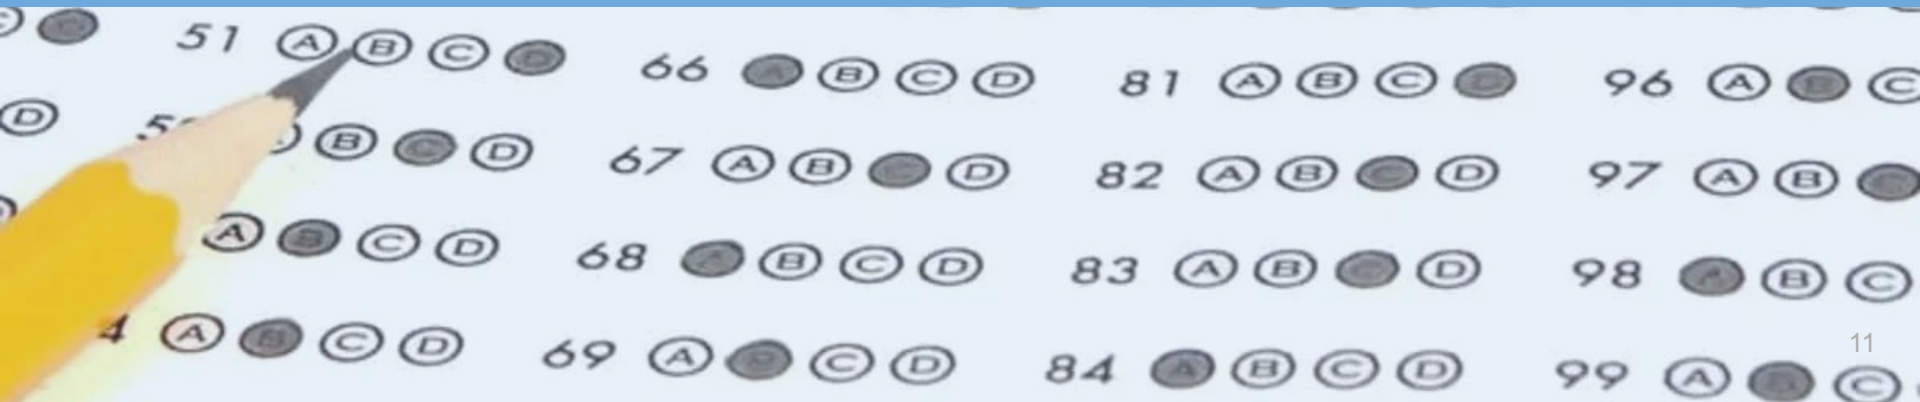 51 A B C D 66 A B C D 81 A B C D 96 A B C
D B C D 67 A B C D 82 A B C D 97 A B C
A B C D 68 A B C D 83 A B C D 98 A B C
4 A B C D 69 A B C D 84 A B C D 99 A B C
11